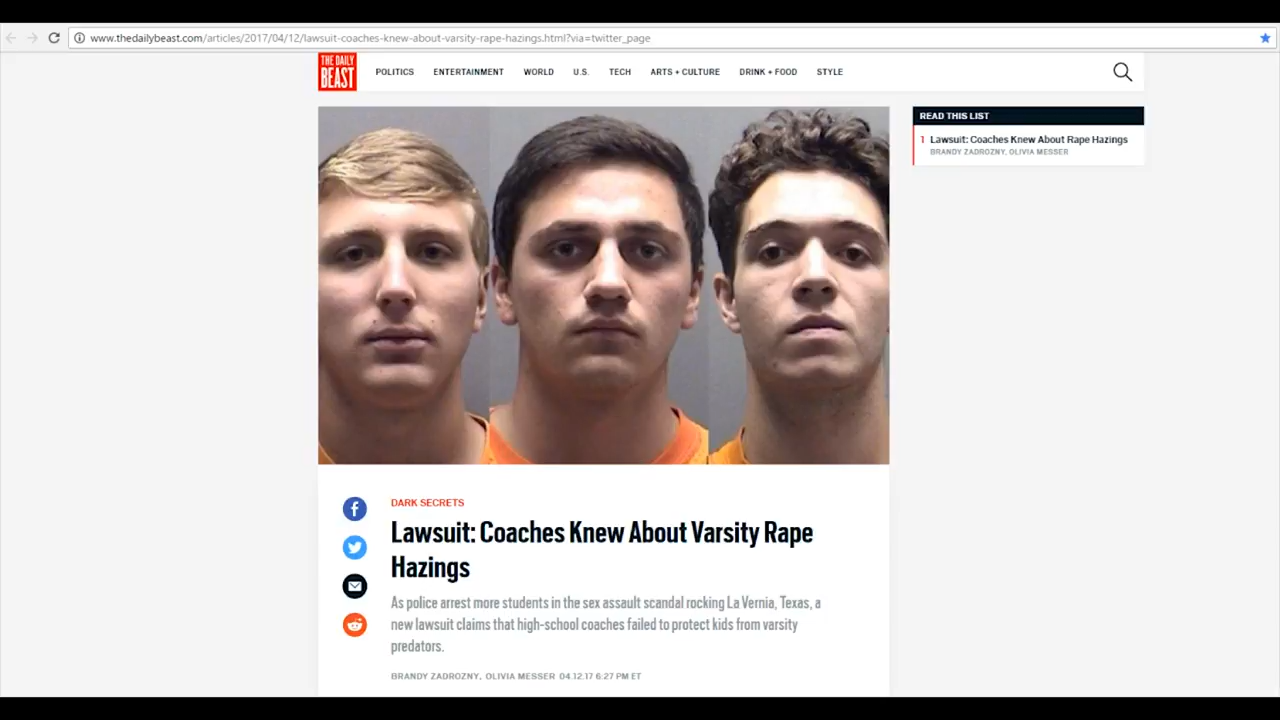 www.thedailybeast.com/articles/2017/04/12/lawsuit-coaches-knew-about-varsity-rape-hazings.html?via=twitter_page
THE DAILY
BEAST
POLITICS ENTERTAINMENT WORLD U.S. TECH ARTS + CULTURE DRINK + FOOD STYLE
READ THIS LIST
1 Lawsuit: Coaches Knew About Rape Hazings
BRANDY ZADROZNY, OLIVIA MESSER
DARK SECRETS
Lawsuit: Coaches Knew About Varsity Rape
Hazings
As police arrest more students in the sex assault scandal rocking La Vernia, Texas, a
new lawsuit claims that high-school coaches failed to protect kids from varsity
predators.
BRANDY ZADROZNY, OLIVIA MESSER 04.12.17 6:27 PM ET